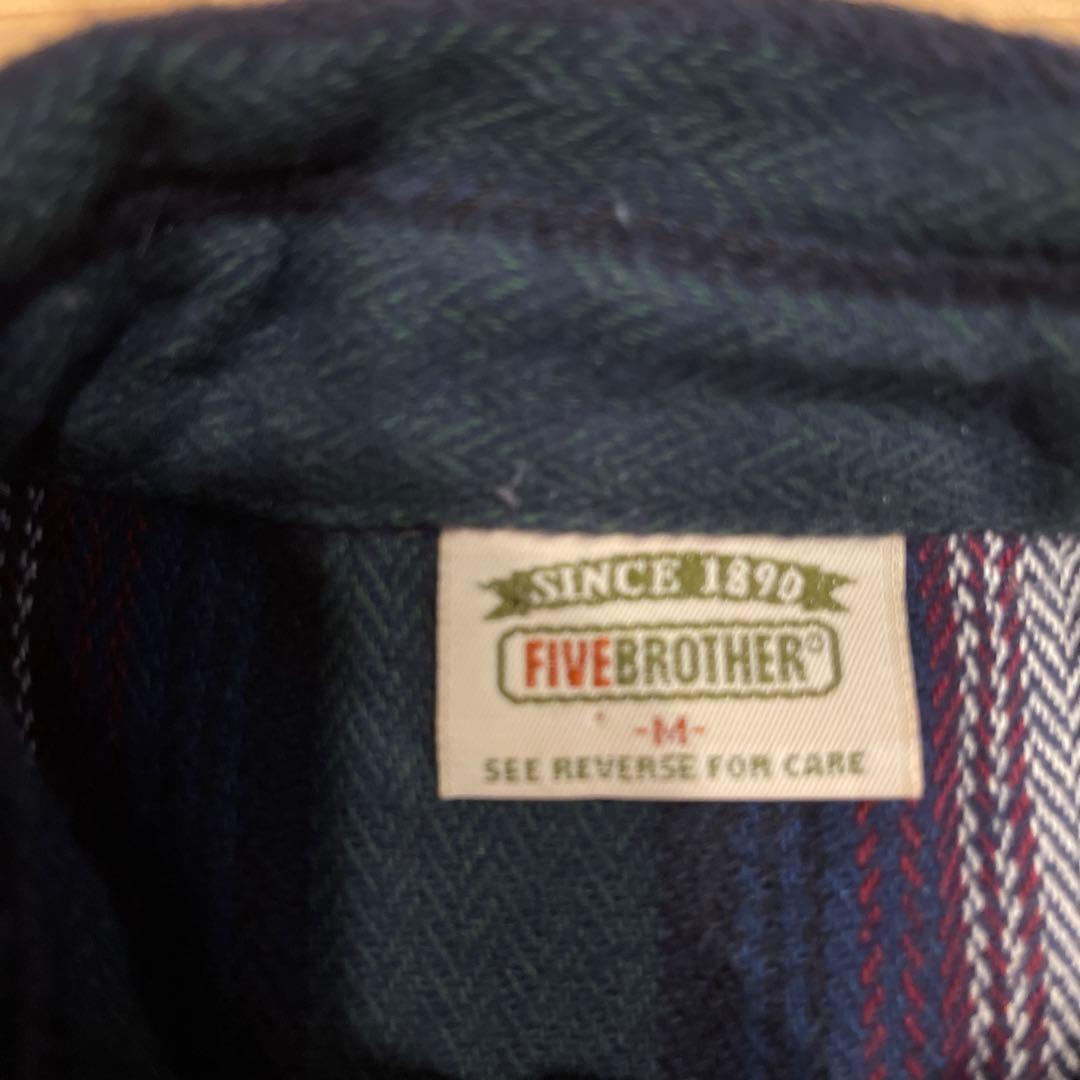 SINCE 1890
FIVEBROTHER®
-M-
SEE REVERSE FOR CARE